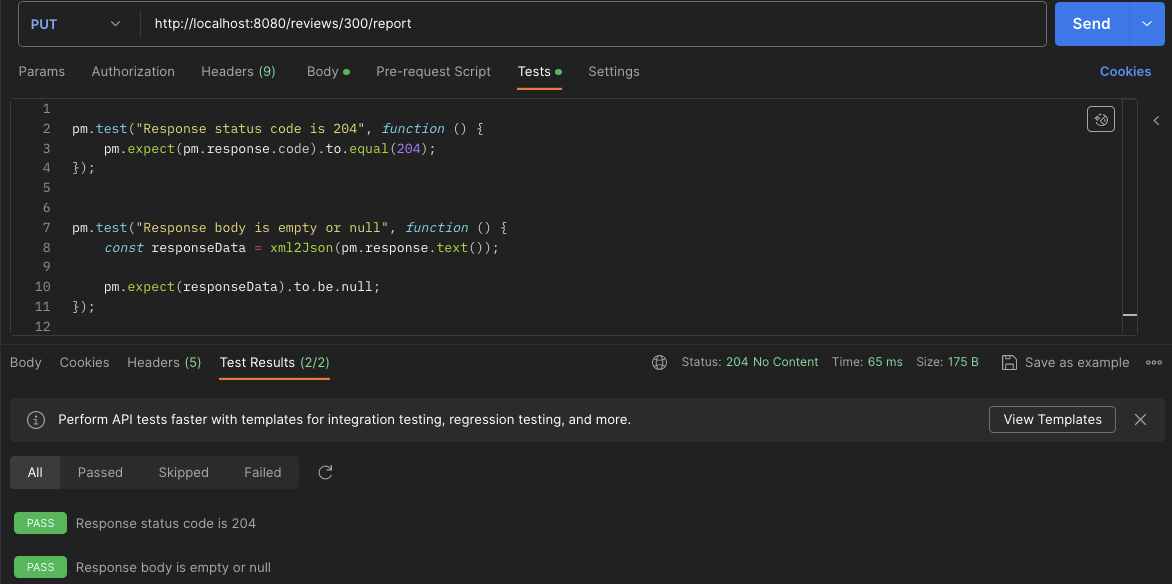 PUT
http://localhost:8080/reviews/300/report
Send
Params Authorization Headers (9) Body Pre-request Script Tests Settings Cookies
1
2 pm.test("Response status code is 204", function () {
3     pm.expect(pm.response.code).to.equal(204);
4 });
5
6
7 pm.test("Response body is empty or null", function () {
8     const responseData = xml2Json(pm.response.text());
9
10     pm.expect(responseData).to.be.null;
11 });
12
Body Cookies Headers (5) Test Results (2/2) Status: 204 No Content Time: 65 ms Size: 175 B Save as example
Perform API tests faster with templates for integration testing, regression testing, and more. View Templates
All Passed Skipped Failed
PASS Response status code is 204
PASS Response body is empty or null